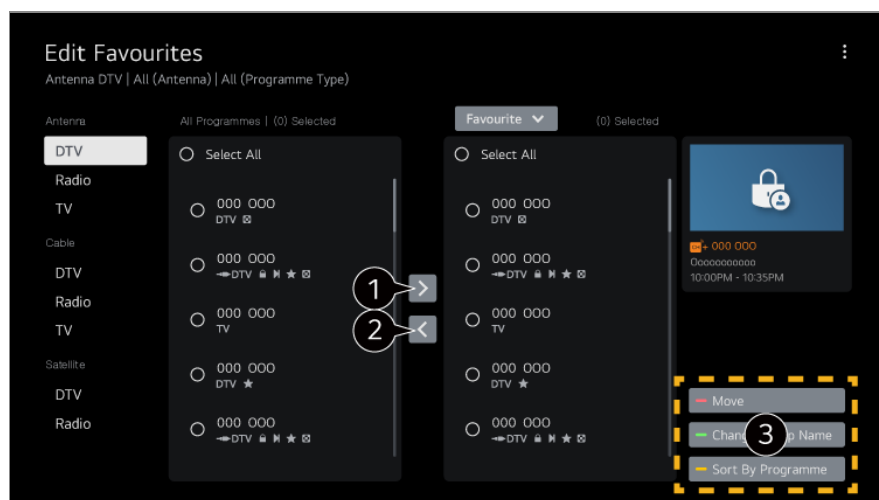 Edit Favourites
Antenna DTV | All (Antenna) | All (Programme Type)
Antenna
DTV
Radio
TV
Cable
DTV
Radio
TV
Satellite
DTV
Radio
All Programmes | (0) Selected
Select All
000 000
DTV
000 000
DTV
000 000
TV
000 000
DTV
000 000
DTV
1
2
Favourite
(0) Selected
Select All
000 000
DTV
000 000
DTV
000 000
TV
000 000
DTV
000 000
DTV
CH+ 000 000
Oooooooooo
10:00PM - 10:35PM
Move
3
Name
Sort By Programme